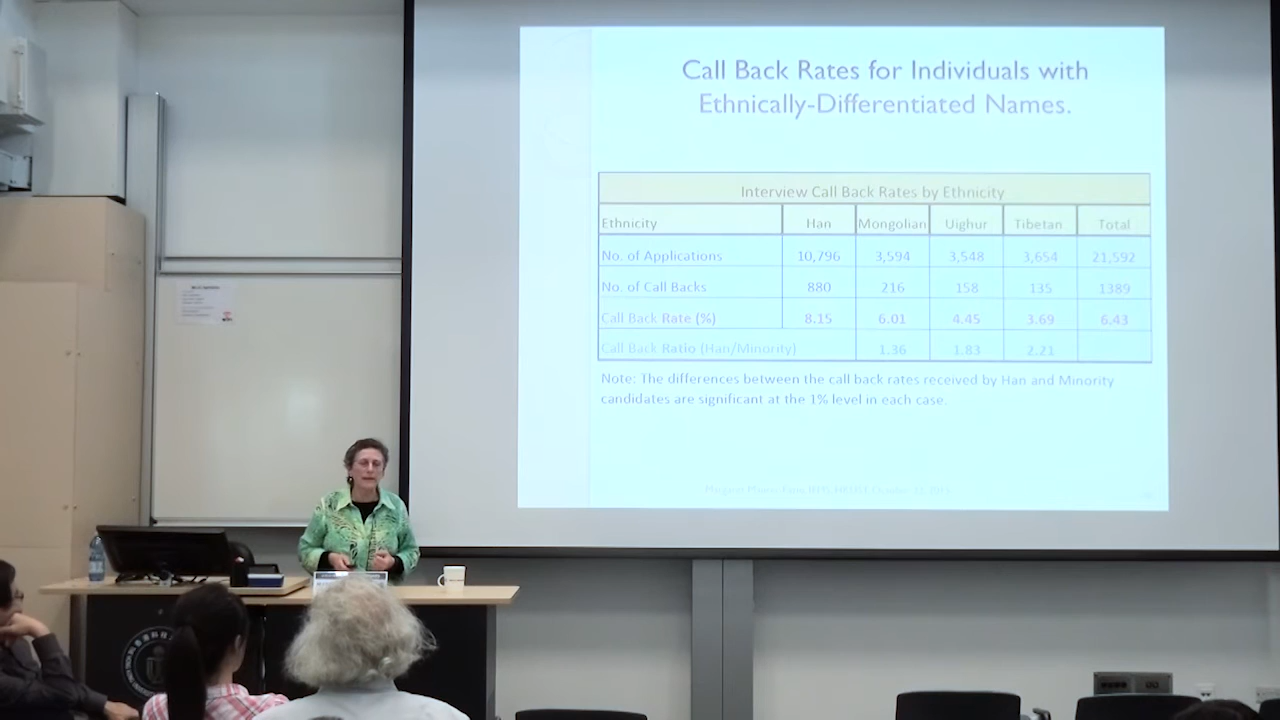 Call Back Rates for Individuals with
Ethnically-Differentiated Names.
Interview Call Back Rates by Ethnicity
Ethnicity Han Mongolian Uighur Tibetan Total
No. of Applications 10,796 3,594 3,548 3,654 21,592
No. of Call Backs 880 216 158 135 1389
Call Back Rate (%) 8.15 6.01 4.45 3.69 6.43
Call Back Ratio (Han/Minority) 1.36 1.83 2.21
Note: The differences between the call back rates received by Han and Minority
candidates are significant at the 1% level in each case.